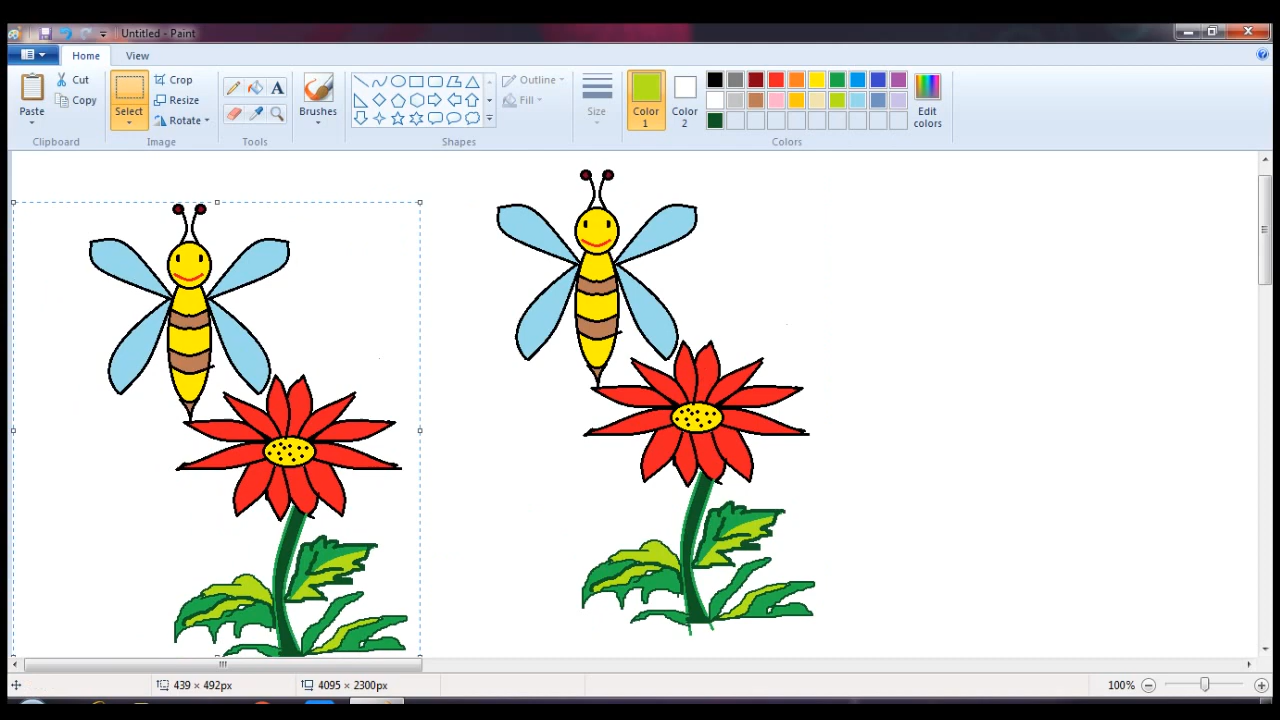 Untitled - Paint
Home View
Paste
Cut
Copy
Clipboard
Select
Crop
Resize
Rotate
Image
A
Tools
Brushes
Outline
Fill
Shapes
Size
Color 1
Color 2
Edit colors
Colors
439 × 492px
4095 × 2300px
100%